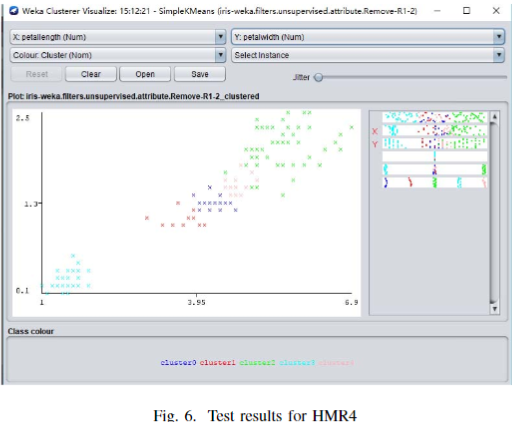 Weka Clusterer Visualize: 15:12:21 - SimpleKMeans (iris-weka.filters.unsupervised.attribute.Remove-R1-2)
X: petallength (Num) Y: petalwidth (Num)
Colour: Cluster (Nom) Select Instance
Reset Clear Open Save Jitter
Plot: iris-weka.filters.unsupervised.attribute.Remove-R1-2_clustered
2.5
X
Y
1.3
0.1
1 3.95 6.9
Class colour
cluster0 cluster1 cluster2 cluster3 cluster4
Fig. 6. Test results for HMR4